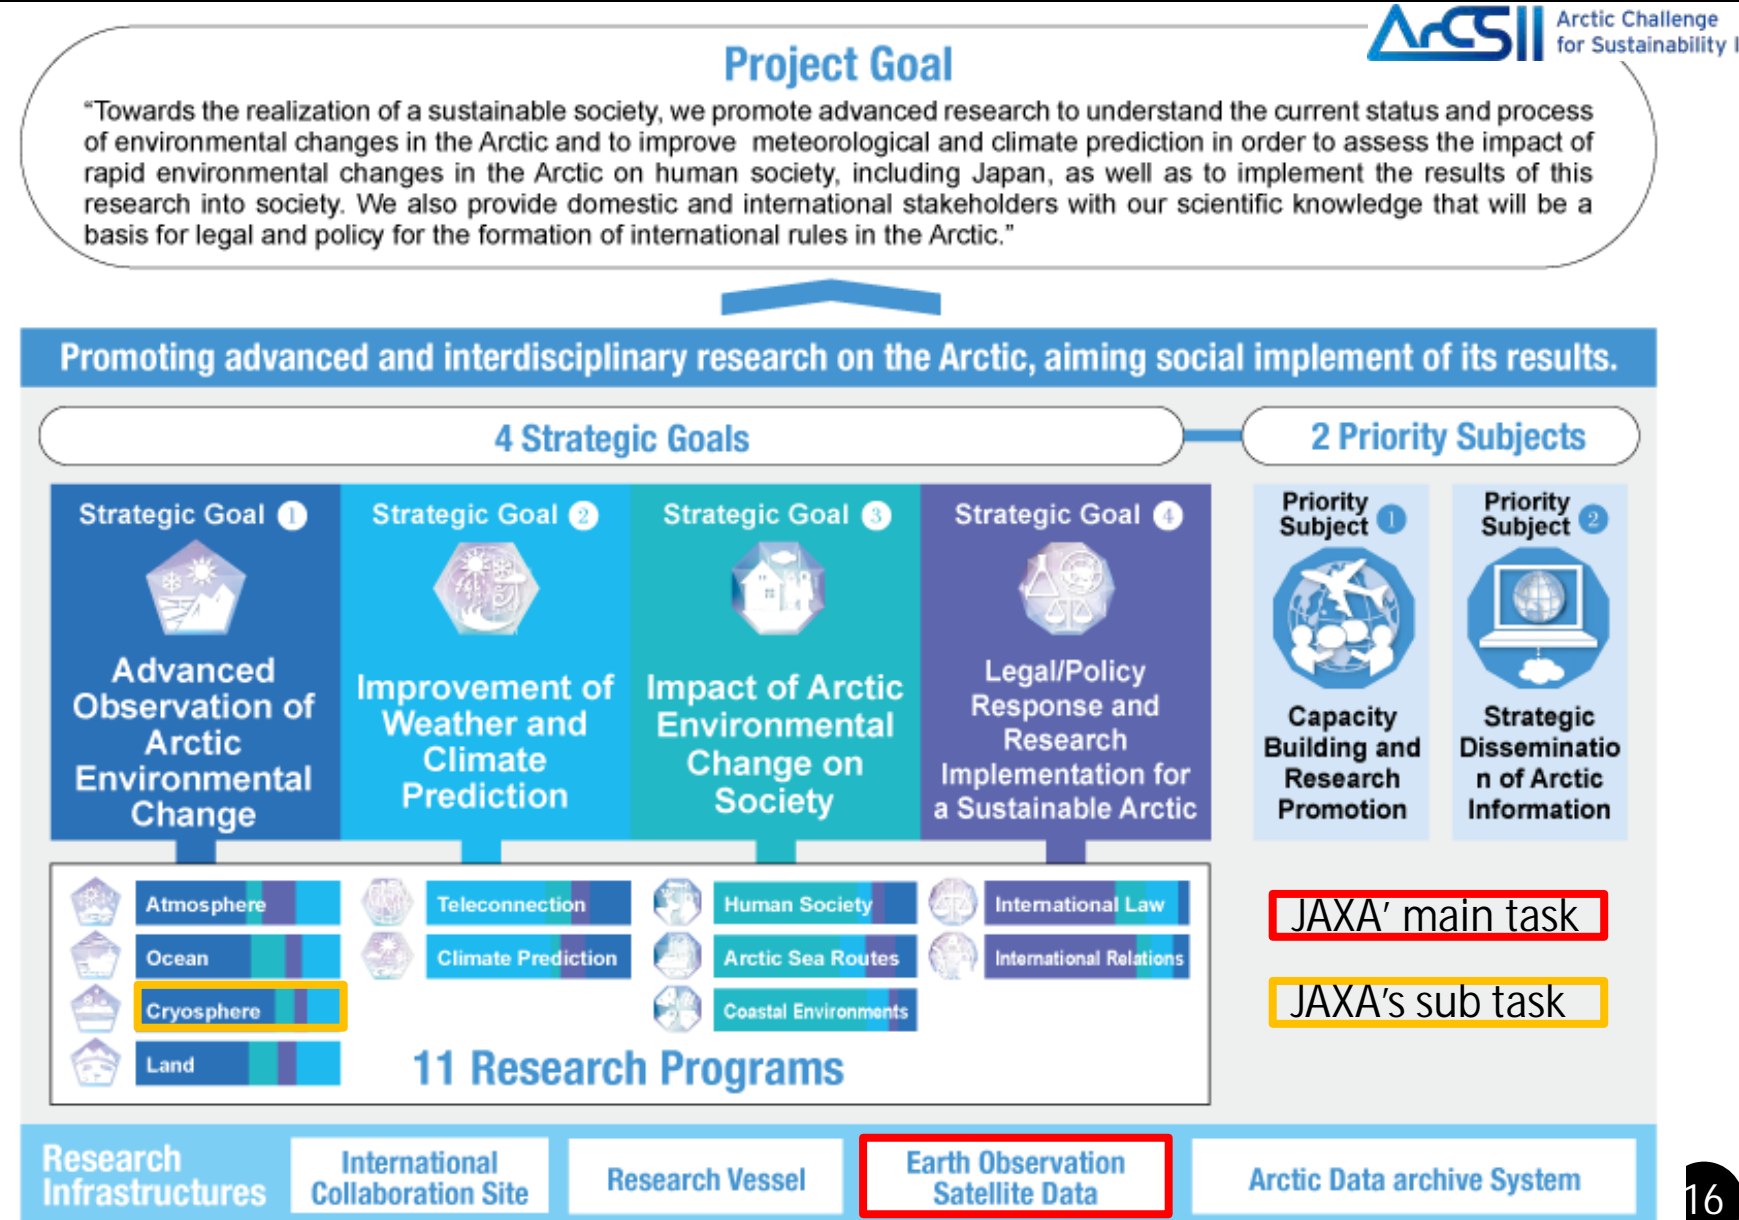 ArCSII Arctic Challenge
for Sustainability I
Project Goal
“Towards the realization of a sustainable society, we promote advanced research to understand the current status and process
of environmental changes in the Arctic and to improve meteorological and climate prediction in order to assess the impact of
rapid environmental changes in the Arctic on human society, including Japan, as well as to implement the results of this
research into society. We also provide domestic and international stakeholders with our scientific knowledge that will be a
basis for legal and policy for the formation of international rules in the Arctic.”
Promoting advanced and interdisciplinary research on the Arctic, aiming social implement of its results.
4 Strategic Goals
2 Priority Subjects
Strategic Goal 1
Advanced
Observation of
Arctic
Environmental
Change
Strategic Goal 2
Improvement of
Weather and
Climate
Prediction
Strategic Goal 3
Impact of Arctic
Environmental
Change on
Society
Strategic Goal 4
Legal/Policy
Response and
Research
Implementation for
a Sustainable Arctic
Priority
Subject 1
Capacity
Building and
Research
Promotion
Priority
Subject 2
Strategic
Disseminatio
n of Arctic
Information
Atmosphere
Ocean
Cryosphere
Land
Teleconnection
Climate Prediction
Human Society
Arctic Sea Routes
Coastal Environments
International Law
International Relations
11 Research Programs
JAXA’ main task
JAXA’s sub task
Research
Infrastructures
International
Collaboration Site
Research Vessel
Earth Observation
Satellite Data
Arctic Data archive System
16